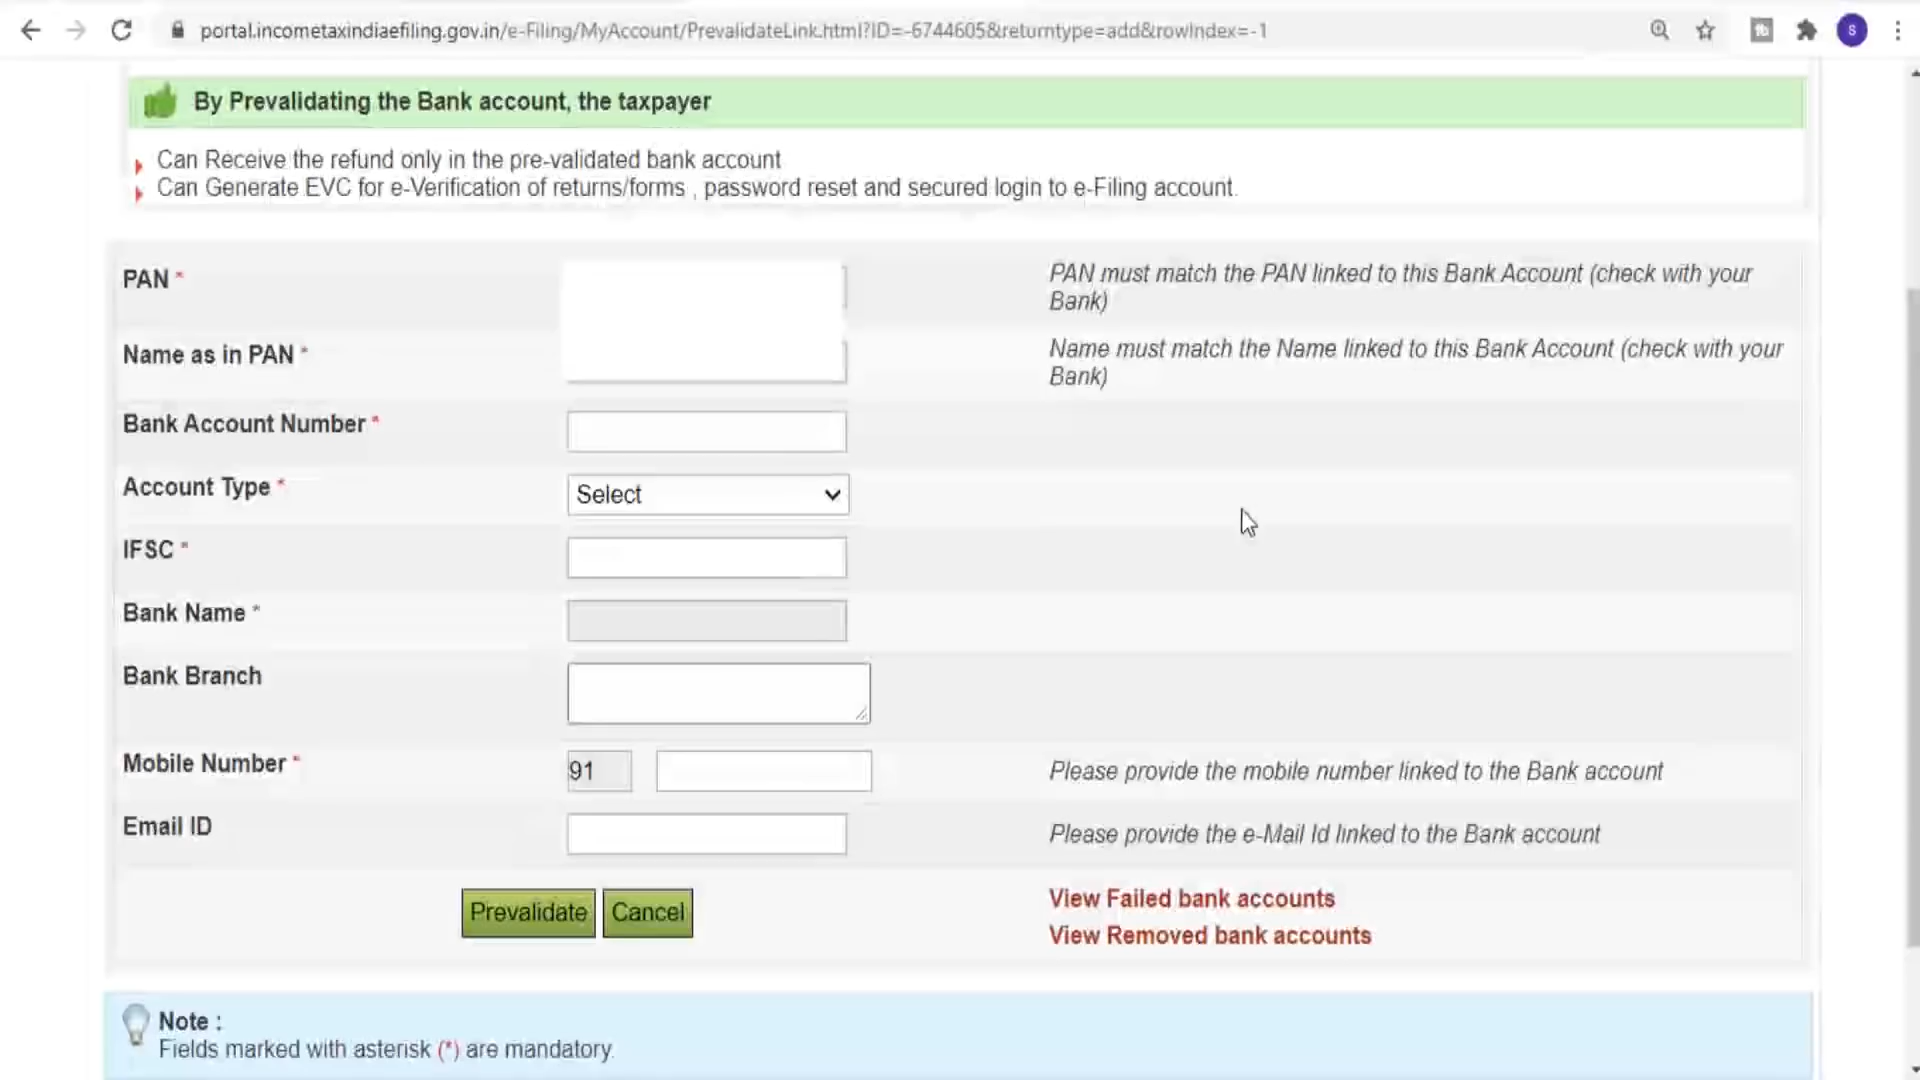 portal.incometaxindiaefiling.gov.in/e-Filing/MyAccount/PrevalidateLink.html?ID=-6744605&returntype=add&rowIndex=-1
S
By Prevalidating the Bank account, the taxpayer
Can Receive the refund only in the pre-validated bank account
Can Generate EVC for e-Verification of returns/forms , password reset and secured login to e-Filing account.
PAN *
PAN must match the PAN linked to this Bank Account (check with your
Bank)
Name as in PAN *
Name must match the Name linked to this Bank Account (check with your
Bank)
Bank Account Number *
Account Type *
Select
IFSC *
Bank Name *
Bank Branch
Mobile Number *
91
Please provide the mobile number linked to the Bank account
Email ID
Please provide the e-Mail Id linked to the Bank account
Prevalidate
Cancel
View Failed bank accounts
View Removed bank accounts
Note :
Fields marked with asterisk (*) are mandatory.